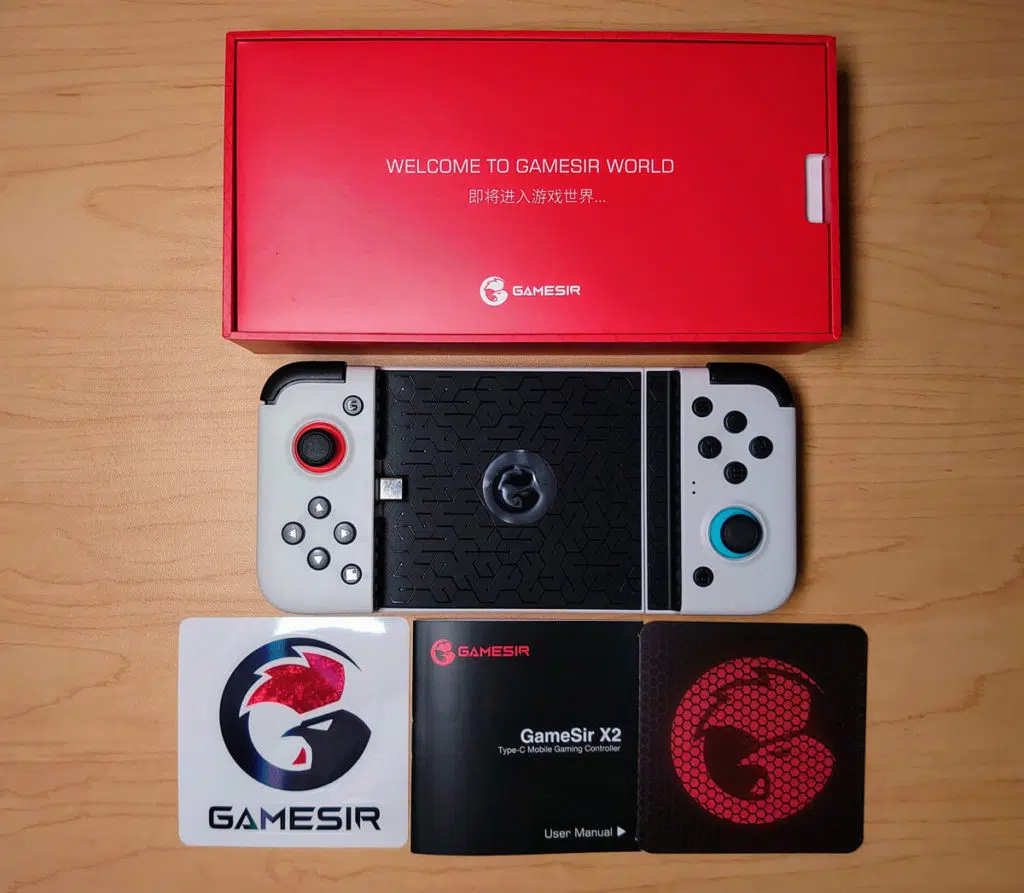 WELCOME TO GAMESIR WORLD
即将进入游戏世界...
GAMESIR
GAMESIR
GAMESIR
GameSir X2
Type-C Mobile Gaming Controller
User Manual ▶